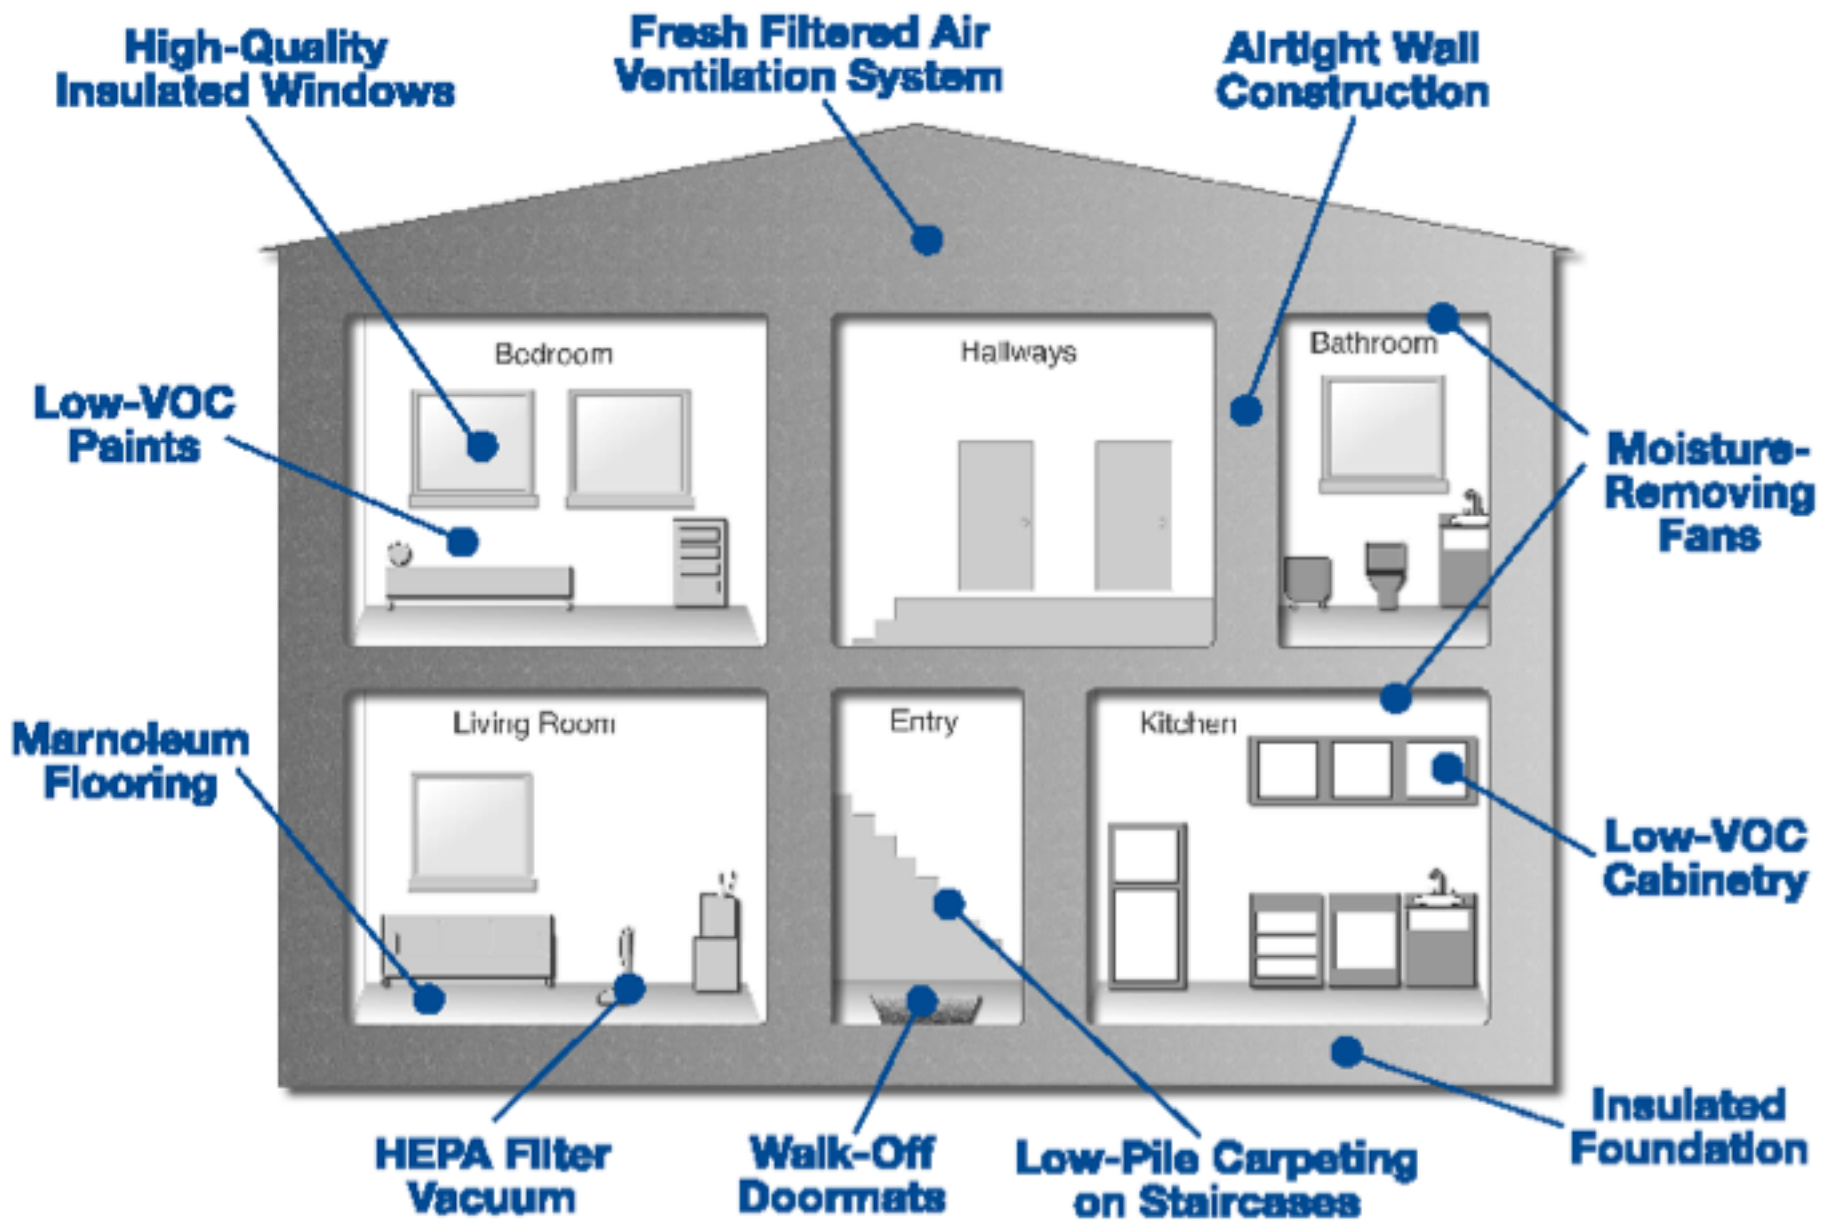 High-Quality
Insulated Windows
Fresh Filtered Air
Ventilation System
Airtight Wall
Construction
Bedroom
Hallways
Bathroom
Low-VOC
Paints
Moisture-
Removing
Fans
Living Room
Entry
Kitchen
Marnoleum
Flooring
Low-VOC
Cabinetry
HEPA Filter
Vacuum
Walk-Off
Doormats
Low-Pile Carpeting
on Staircases
Insulated
Foundation